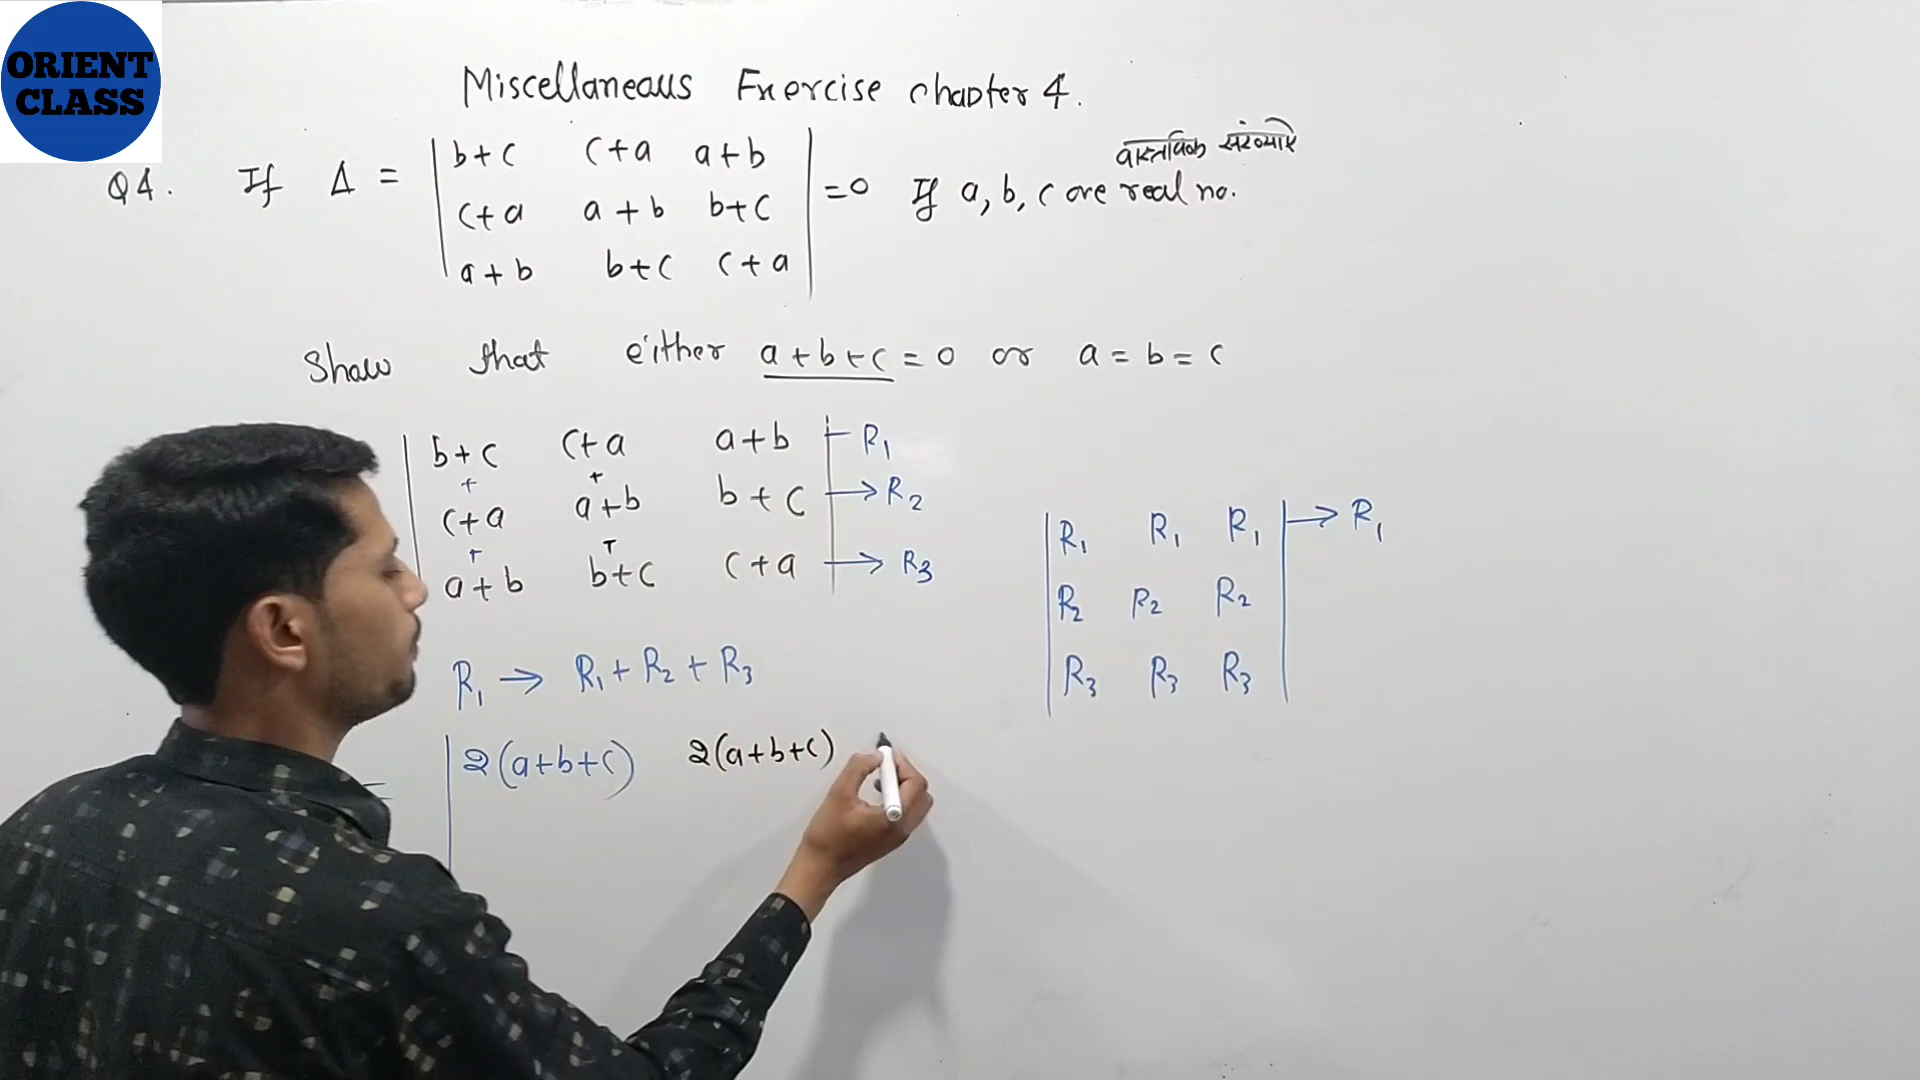 ORIENT
CLASS
Miscellaneous Exercise chapter 4.
वास्तविक संख्याएँ
Q4. If Δ = | b+c c+a a+b |
| c+a a+b b+c | =0 If a, b, c are real no.
| a+b b+c c+a |
Show that either a+b+c = 0 or a = b = c
| b+c c+a a+b | → R₁
+ +
| c+a a+b b+c | → R₂
+ +
| a+b b+c c+a | → R₃
| R₁ R₁ R₁ | → R₁
| R₂ R₂ R₂ |
| R₃ R₃ R₃ |
R₁ → R₁ + R₂ + R₃
= | 2(a+b+c) 2(a+b+c)